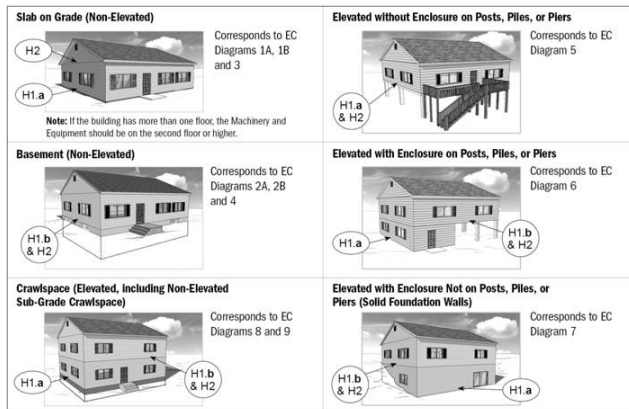 Slab on Grade (Non-Elevated)
H2
H1.a
Corresponds to EC
Diagrams 1A, 1B
and 3
Note: If the building has more than one floor, the Machinery and
Equipment should be on the second floor or higher.
Elevated without Enclosure on Posts, Piles, or Piers
H1.a
& H2
Corresponds to EC
Diagram 5
Basement (Non-Elevated)
H1.b
& H2
Corresponds to EC
Diagrams 2A, 2B
and 4
Elevated with Enclosure on Posts, Piles, or Piers
H1.a
H1.b
& H2
Corresponds to EC
Diagram 6
Crawlspace (Elevated, Including Non-Elevated
Sub-Grade Crawlspace)
H1.a
H1.b
& H2
Corresponds to EC
Diagrams 8 and 9
Elevated with Enclosure Not on Posts, Piles, or
Piers (Solid Foundation Walls)
H1.b
& H2
H1.a
Corresponds to EC
Diagram 7